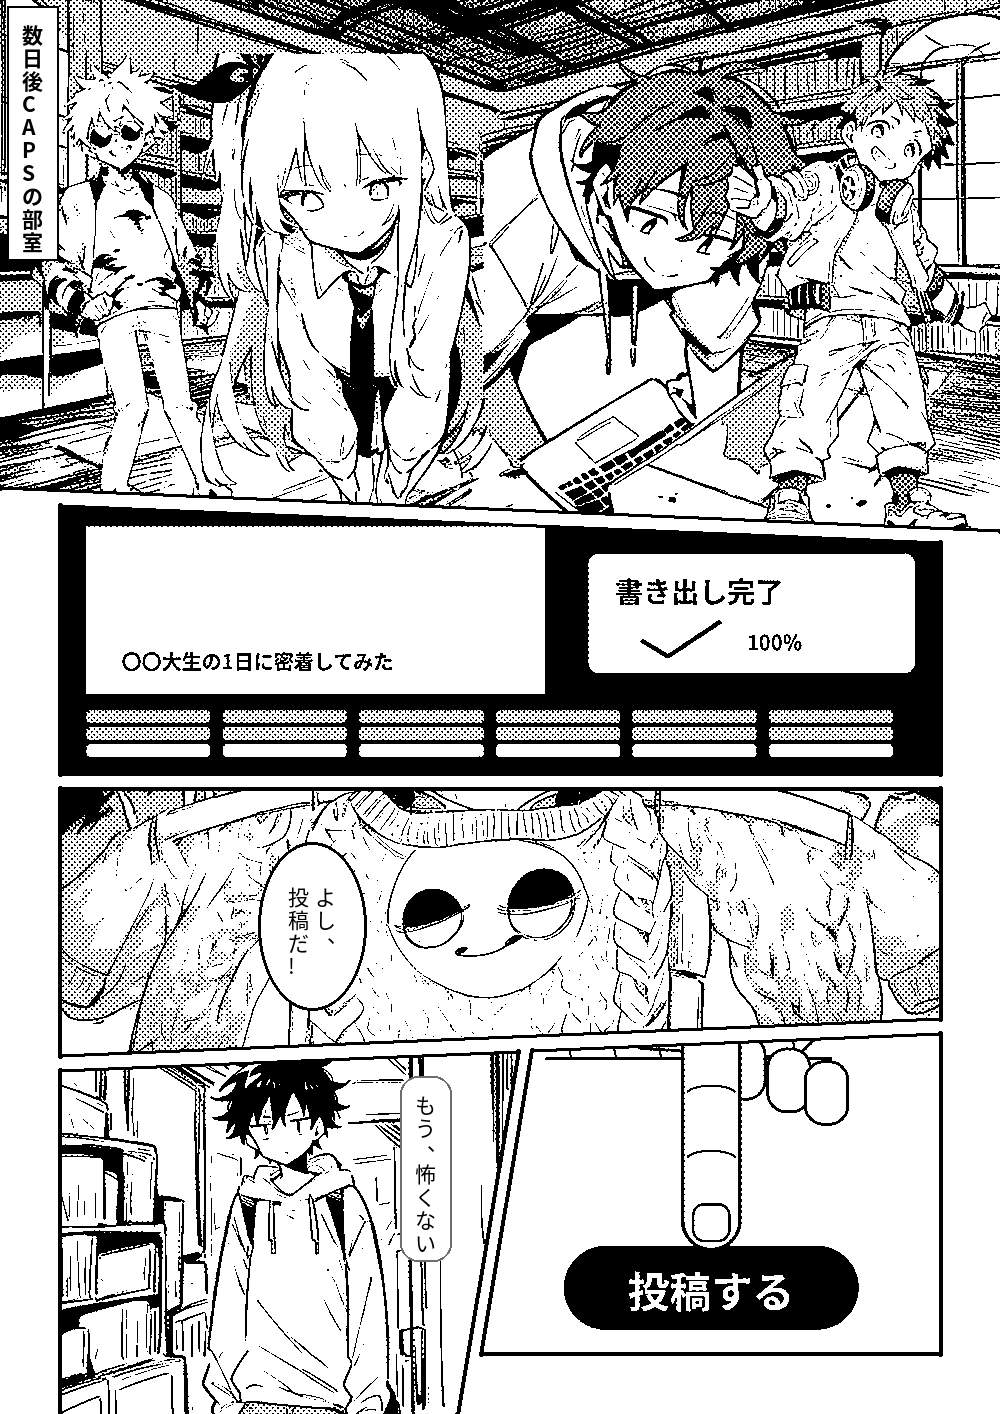 数日後CAPSの部室
書き出し完了
100%
〇〇大生の1日に密着してみた
よし、
投稿だ！
投稿する
もう、怖くない